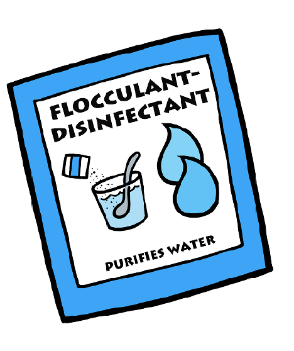 FLOCCULANT-
DISINFECTANT
PURIFIES WATER